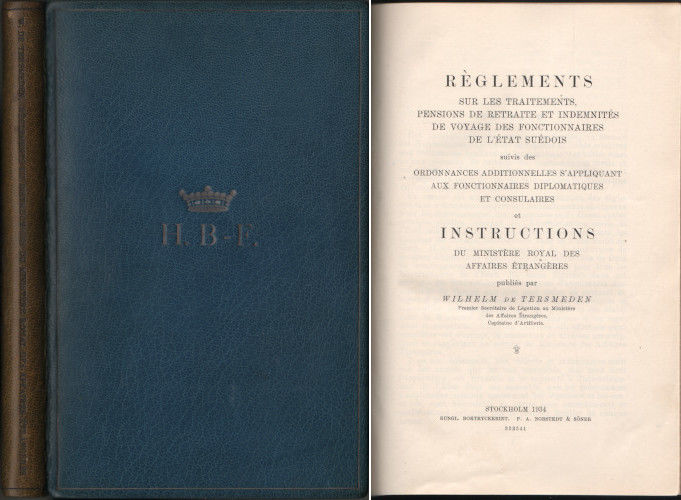 H. B-F.
RÈGLEMENTS
SUR LES TRAITEMENTS,
PENSIONS DE RETRAITE ET INDEMNITÉS
DE VOYAGE DES FONCTIONNAIRES
DE L'ÉTAT SUÉDOIS
suivis des
ORDONNANCES ADDITIONNELLES S'APPLIQUANT
AUX FONCTIONNAIRES DIPLOMATIQUES
ET CONSULAIRES
et
INSTRUCTIONS
DU MINISTÈRE ROYAL DES
AFFAIRES ÉTRANGÈRES
publiés par
WILHELM DE TERSMEDEN
Premier Secrétaire de Légation au Ministère
des Affaires Étrangères,
Capitaine d'Artillerie.
STOCKHOLM 1934
KUNGL. BOKTRYCKERIET. P. A. NORSTEDT & SÖNER